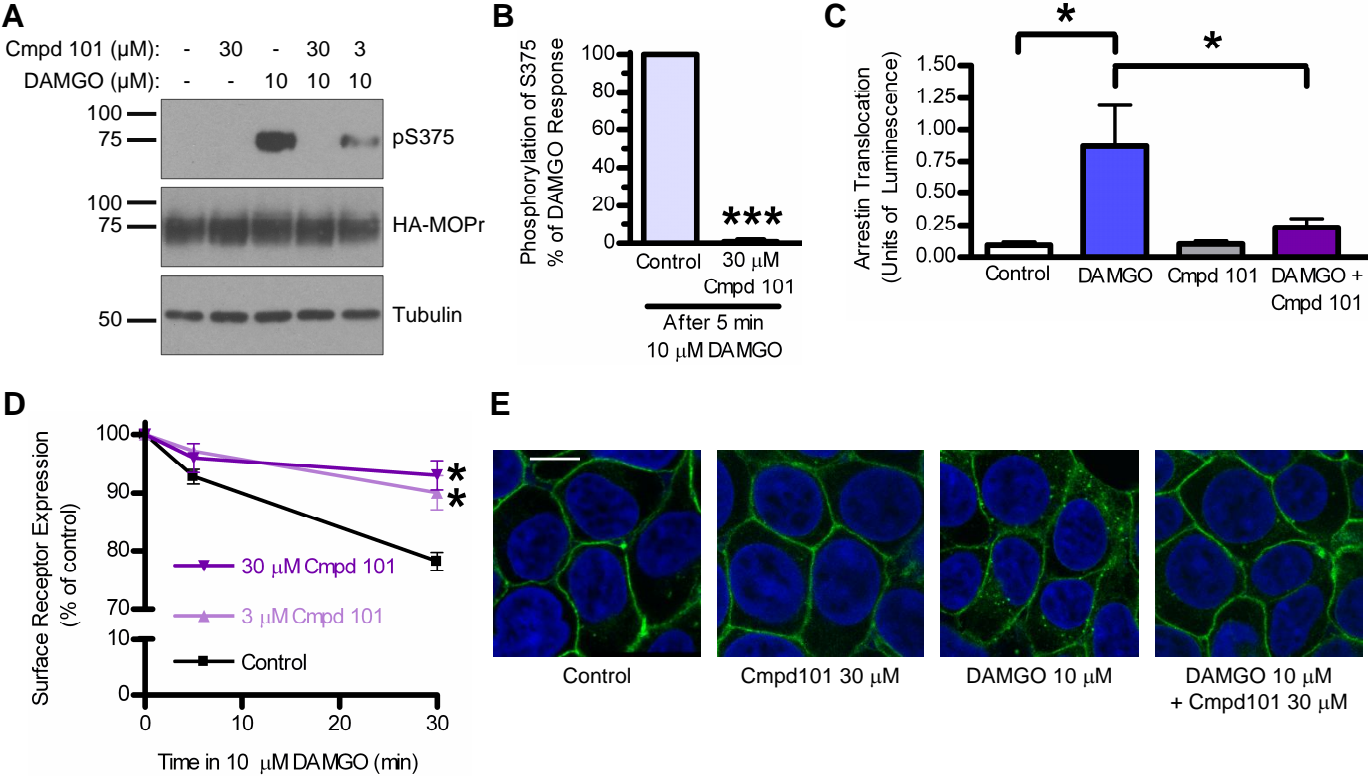 A
Cmpd 101 (µM): - 30 - 30 3
DAMGO (µM): - - 10 10 10
100
75
pS375
100
75
HA-MOPr
50
Tubulin
B
Phosphorylation of S375
% of DAMGO Response
100
80
60
40
20
0
***
Control
30 µM
Cmpd 101
After 5 min
10 µM DAMGO
C
Arrestin Translocation
(Units of Luminescence)
1.50
1.25
1.00
0.75
0.50
0.25
0.00
*
*
Control
DAMGO
Cmpd 101
DAMGO +
Cmpd 101
D
Surface Receptor Expression
(% of control)
100
90
80
70
10
0
*
*
30 µM Cmpd 101
3 µM Cmpd 101
Control
0 10 20 30
Time in 10 µM DAMGO (min)
E
Control
Cmpd101 30 µM
DAMGO 10 µM
DAMGO 10 µM
+ Cmpd101 30 µM